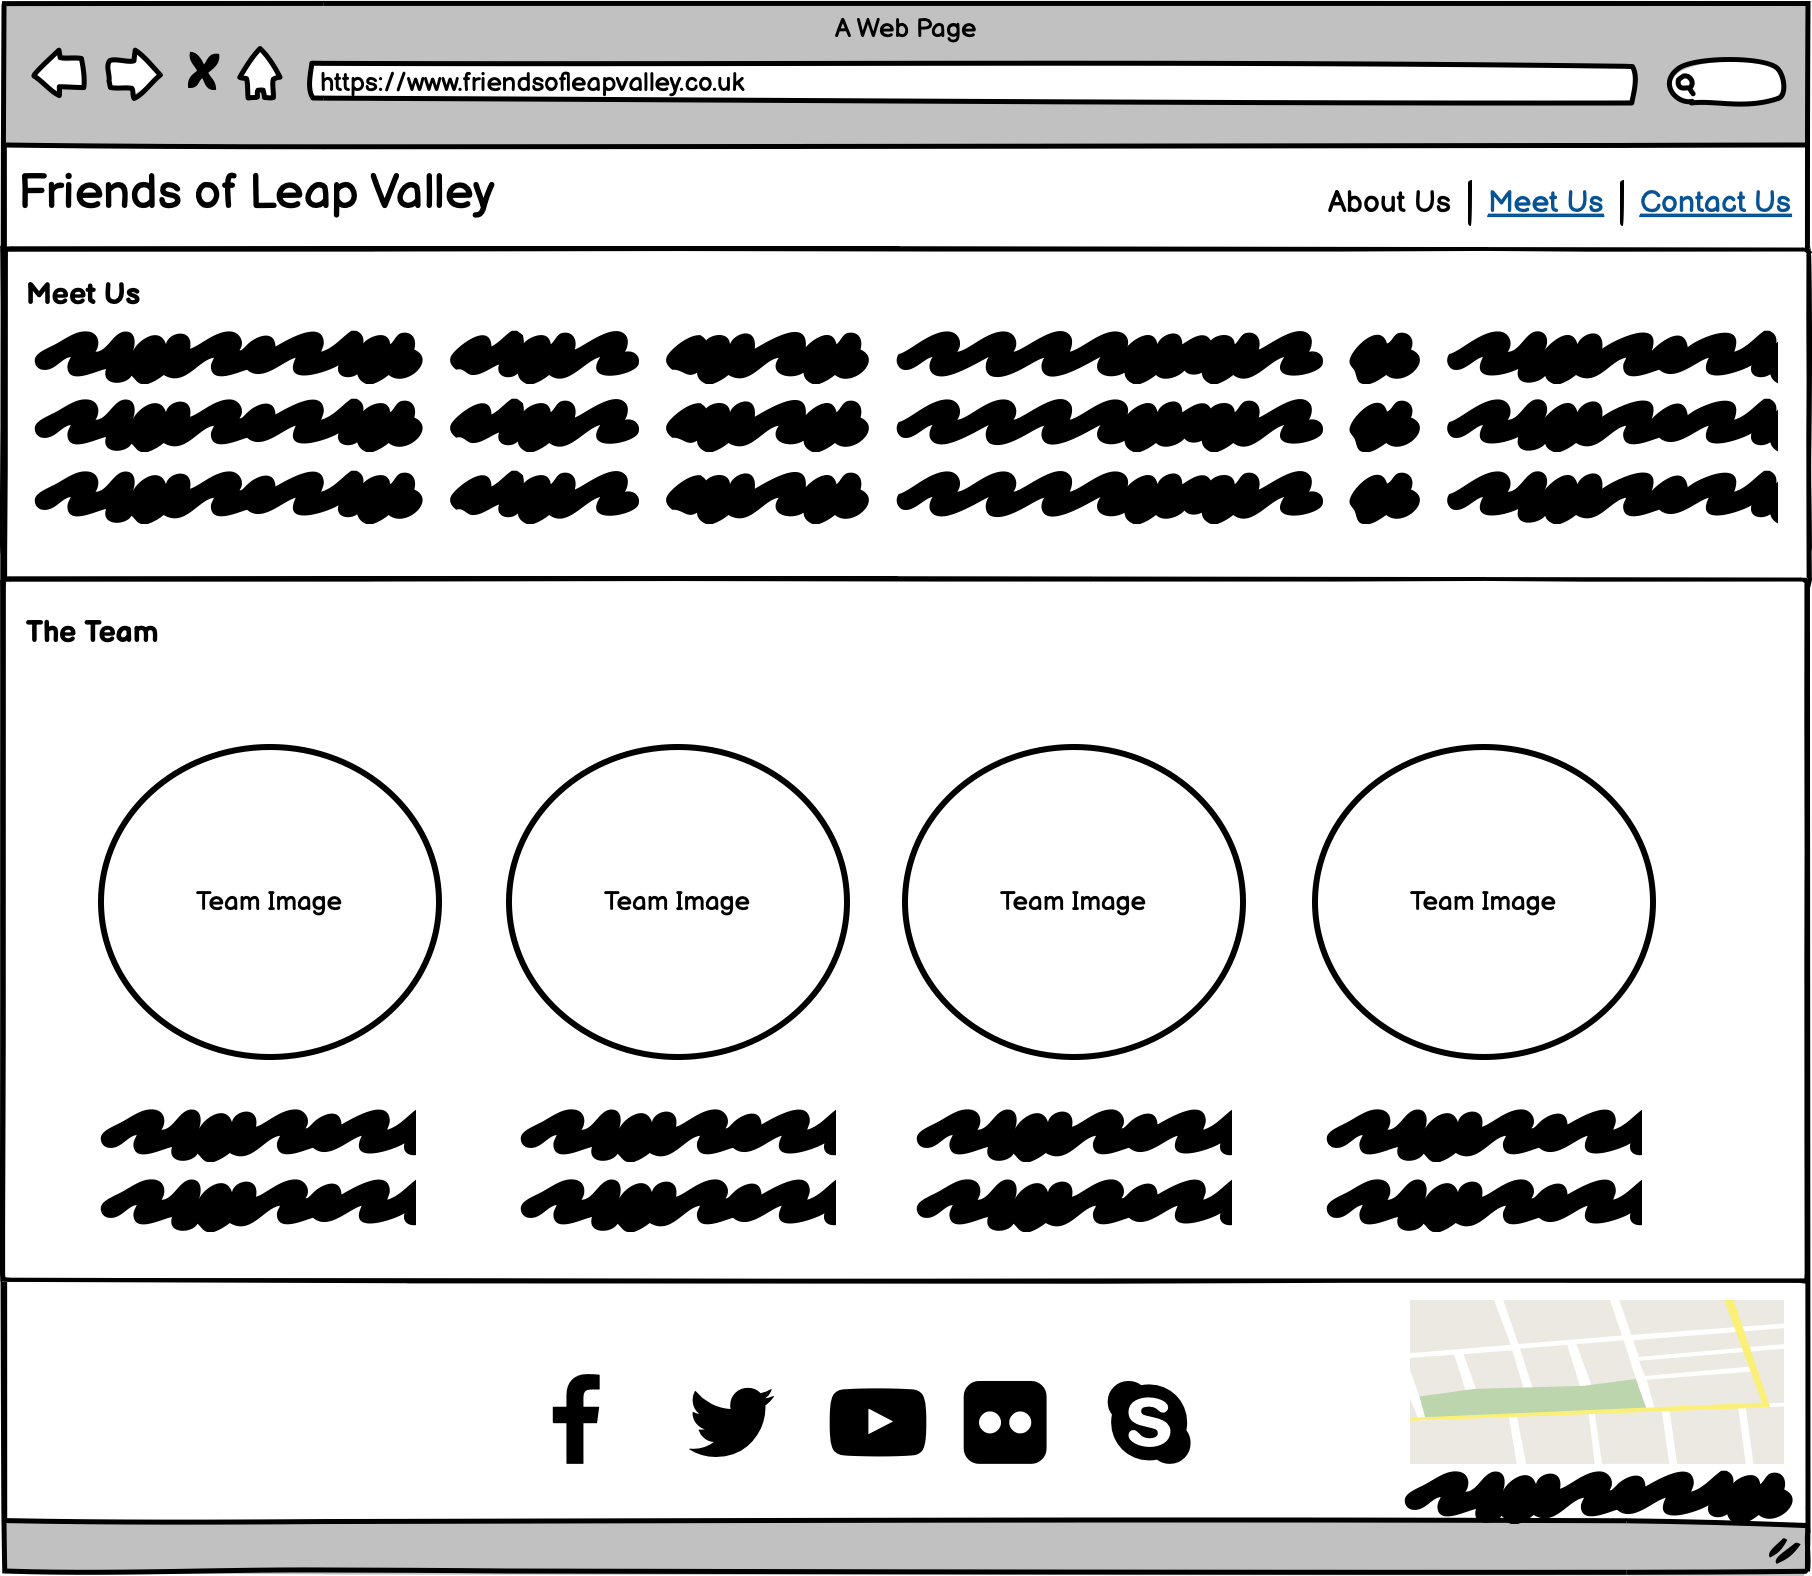 A Web Page
https://www.friendsofleapvalley.co.uk
Friends of Leap Valley
About Us | Meet Us | Contact Us
Meet Us
The Team
Team Image Team Image Team Image Team Image